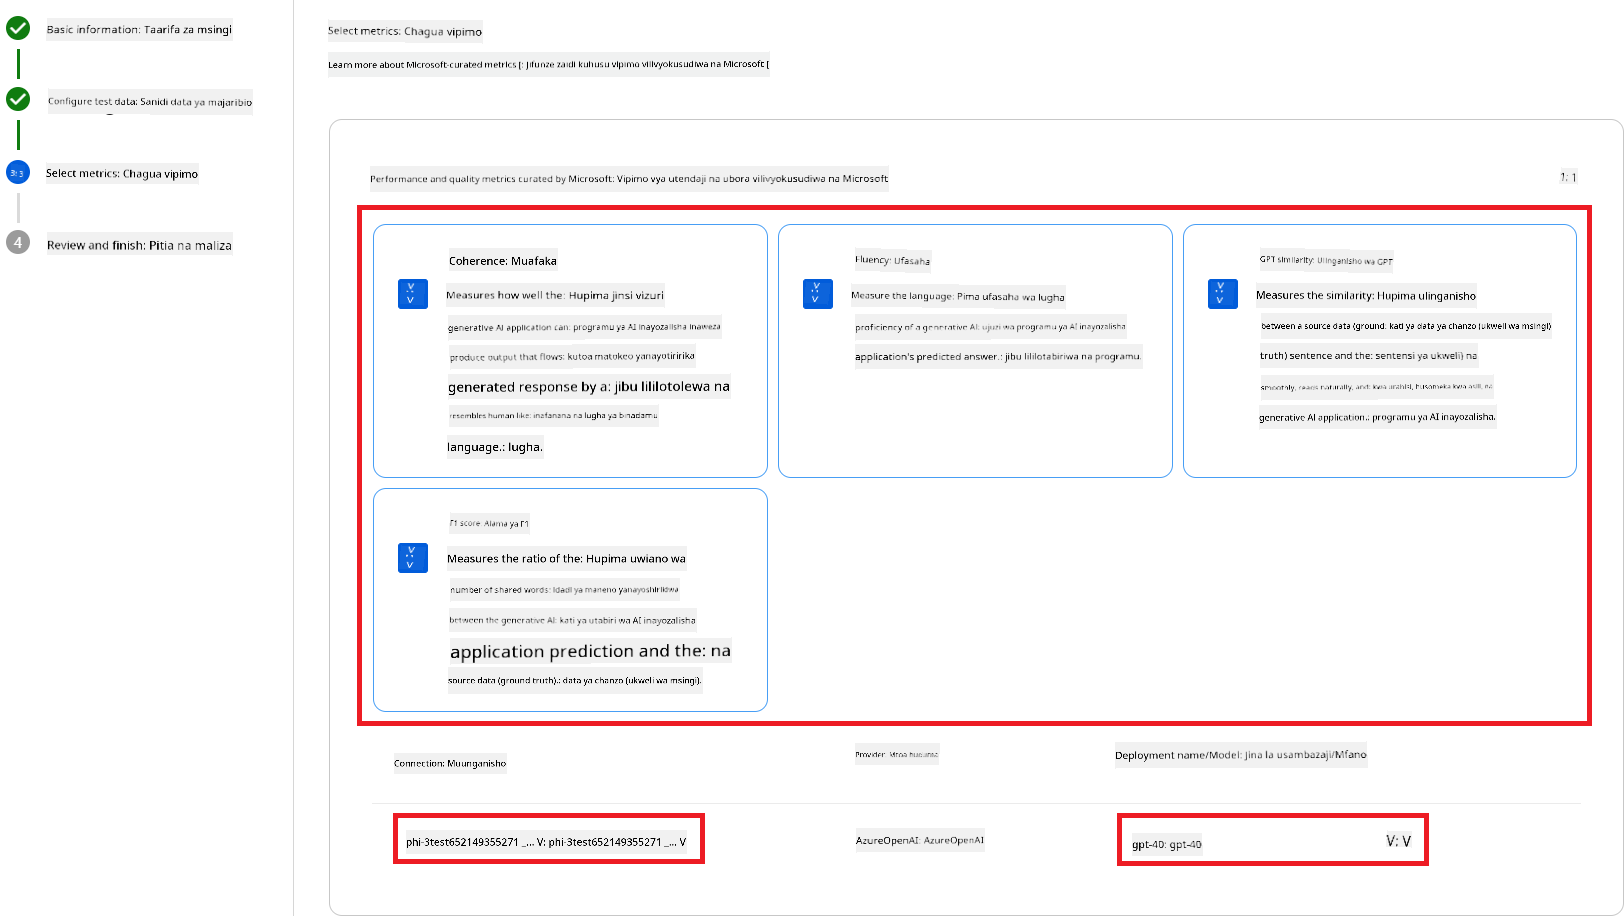 Basic information: Taarifa za msingi
Configure test data: Sanidi data ya majaribio
3: 3
Select metrics: Chagua vipimo
4
Review and finish: Pitia na maliza
Select metrics: Chagua vipimo
Learn more about Microsoft-curated metrics [: Jifunze zaidi kuhusu vipimo vilivyokusudiwa na Microsoft [
Performance and quality metrics curated by Microsoft: Vipimo vya utendaji na ubora vilivyokusudiwa na Microsoft
1: 1
Coherence: Muafaka
Measures how well the: Hupima jinsi vizuri
generative AI application can: programu ya AI inayozalisha inaweza
produce output that flows: kutoa matokeo yanayotiririka
generated response by a: jibu lililotolewa na
resembles human-like: inafanana na lugha ya binadamu
language.: lugha.
Fluency: Ufasaha
Measure the language: Pima ufasaha wa lugha
proficiency of a generative AI: ujuzi wa programu ya AI inayozalisha
application's predicted answer.: jibu lililotabiriwa na programu.
GPT similarity: Ulinganisho wa GPT
Measures the similarity: Hupima ulinganisho
between a source data (ground: kati ya data ya chanzo (ukweli wa msingi)
truth) sentence and the: sentensi ya ukweli) na
smoothly, reads naturally, and: kwa urahisi, husomeka kwa asili, na
generative AI application.: programu ya AI inayozalisha.
F1 score: Alama ya F1
Measures the ratio of the: Hupima uwiano wa
number of shared words: idadi ya maneno yanayoshirikiwa
between the generative AI: kati ya utabiri wa AI inayozalisha
application prediction and the: na
source data (ground truth).: data ya chanzo (ukweli wa msingi).
Connection: Muunganisho
Provider: Mtoa huduma
Deployment name/Model: Jina la usambazaji/Mfano
phi-3test652149355271 _... V: phi-3test652149355271 _... V
AzureOpenAI: AzureOpenAI
gpt-40: gpt-40
V: V